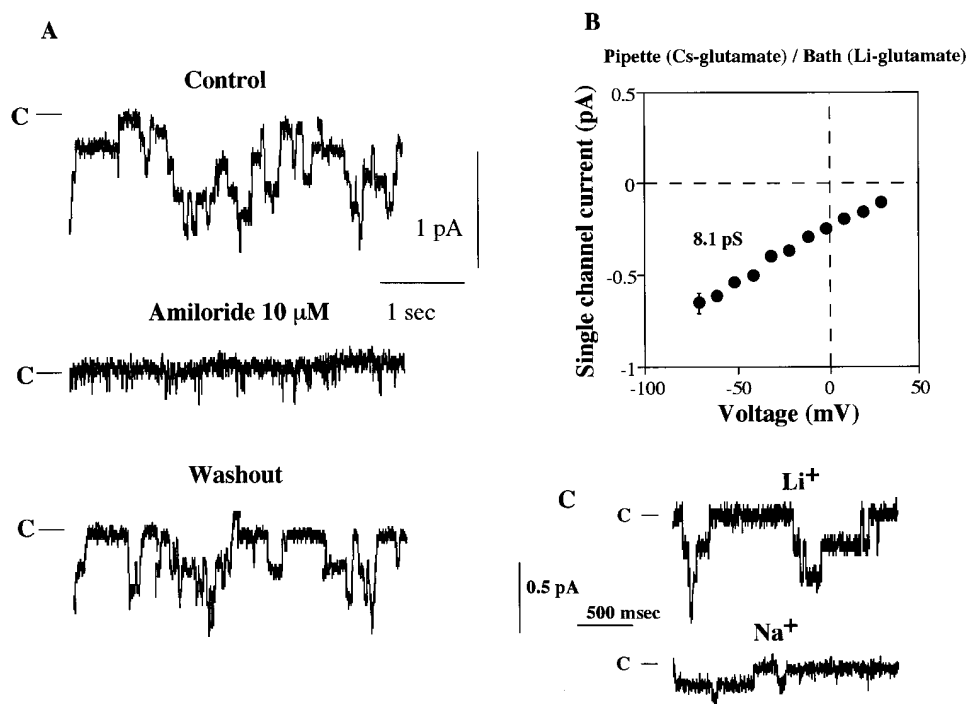 A
Control
C
1 pA
1 sec
Amiloride 10 μM
C
Washout
C
B
Pipette (Cs-glutamate) / Bath (Li-glutamate)
Single channel current (pA)
0.5
0
-0.5
-1
8.1 pS
-100
-50
0
50
Voltage (mV)
C
Li+
C
0.5 pA
500 msec
Na+
C